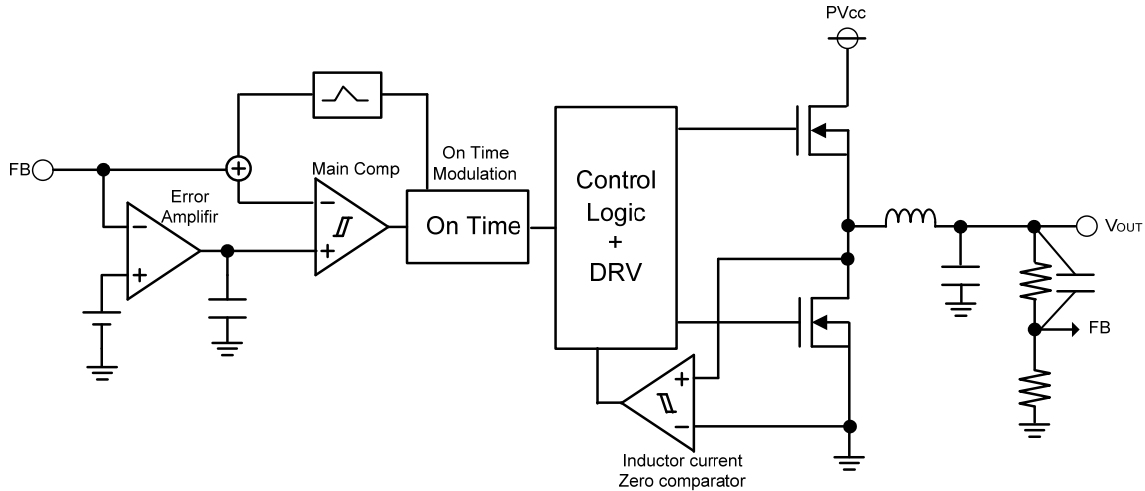 PVcc
FB
Error
Amplifir
Main Comp
On Time
Modulation
On Time
Control
Logic
+
DRV
VOUT
FB
Inductor current
Zero comparator